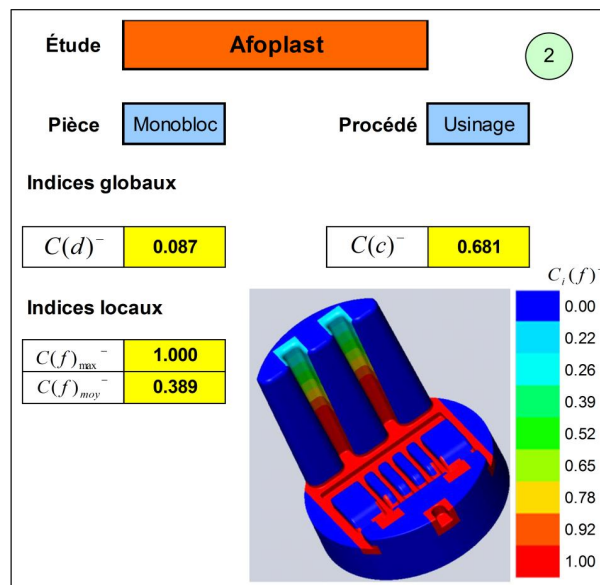 Étude Afoplast 2
Pièce Monobloc Procédé Usinage
Indices globaux
C(d)⁻ 0.087 C(c)⁻ 0.681
Indices locaux
C(f)max⁻ 1.000
C(f)moy⁻ 0.389
Cᵢ(f)⁻
0.00
0.22
0.26
0.39
0.52
0.65
0.78
0.92
1.00